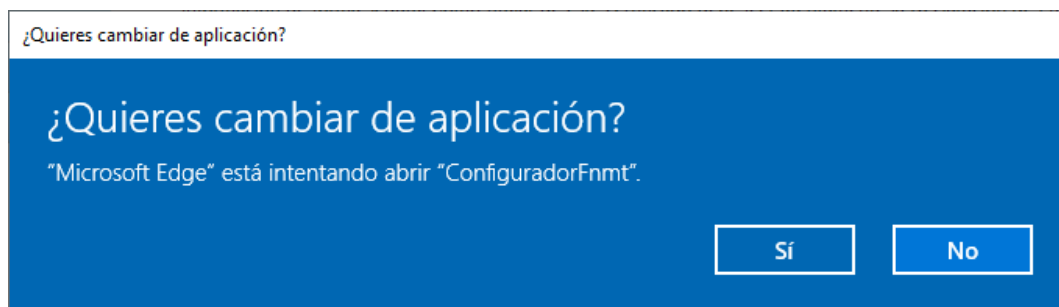 ¿Quieres cambiar de aplicación?
¿Quieres cambiar de aplicación?
"Microsoft Edge" está intentando abrir "ConfiguradorFnmt".
Sí No